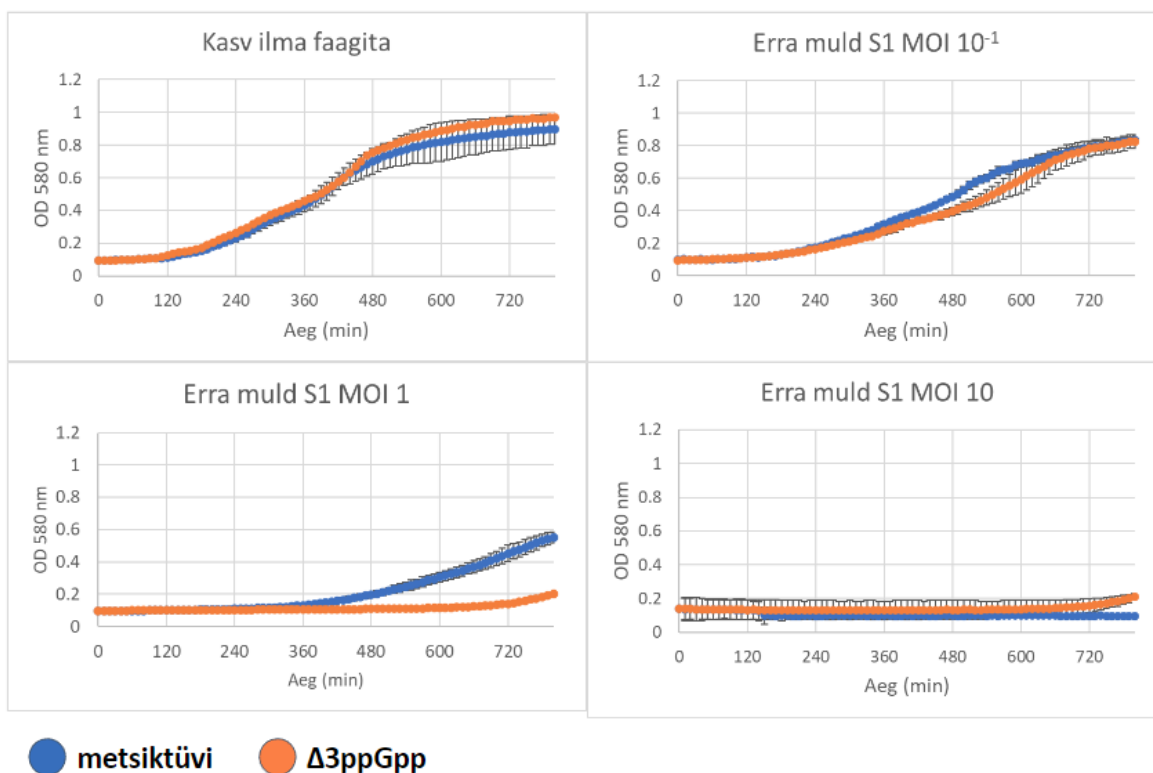 Kasv ilma faagita
1.2
1
0.8
0.6
0.4
0.2
0
OD 580 nm
0 120 240 360 480 600 720
Aeg (min)
Erra muld S1 MOI 10⁻¹
1.2
1
0.8
0.6
0.4
0.2
0
OD 580 nm
0 120 240 360 480 600 720
Aeg (min)
Erra muld S1 MOI 1
1.2
1
0.8
0.6
0.4
0.2
0
OD 580 nm
0 120 240 360 480 600 720
Aeg (min)
Erra muld S1 MOI 10
1.2
1
0.8
0.6
0.4
0.2
0
OD 580 nm
0 120 240 360 480 600 720
Aeg (min)
metsiktüvi Δ3ppGpp